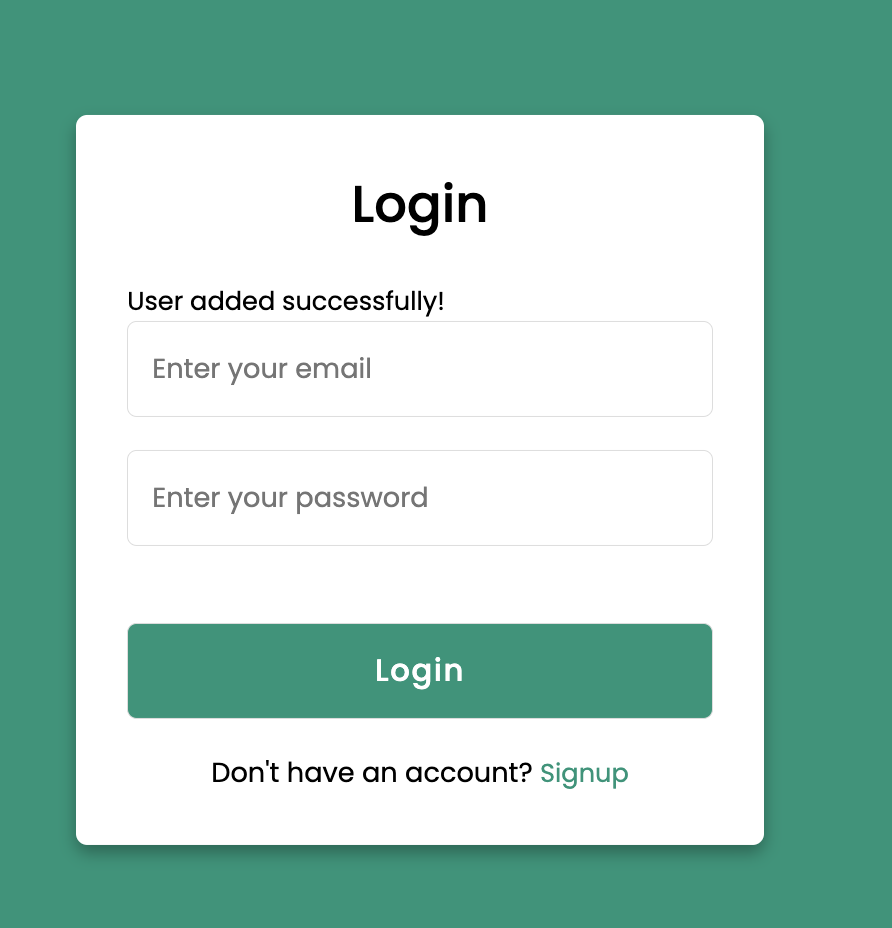 Login
User added successfully!
Enter your email
Enter your password
Login
Don't have an account? Signup